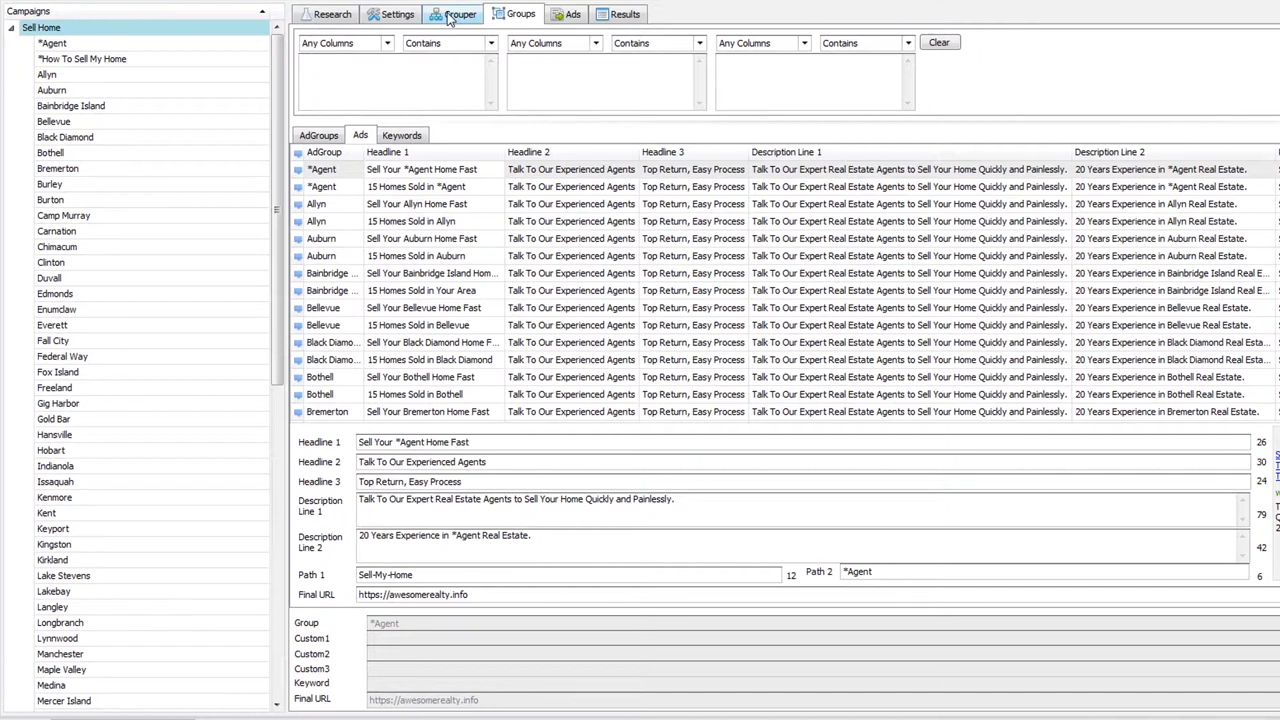 Campaigns
Sell Home
*Agent
*How To Sell My Home
Allyn
Auburn
Bainbridge Island
Bellevue
Black Diamond
Bothell
Bremerton
Burley
Burton
Camp Murray
Carnation
Chimacum
Clinton
Duvall
Edmonds
Enumclaw
Everett
Fall City
Federal Way
Fox Island
Freeland
Gig Harbor
Gold Bar
Hansville
Hobart
Indianola
Issaquah
Kenmore
Kent
Keyport
Kingston
Kirkland
Lake Stevens
Lakebay
Langley
Longbranch
Lynnwood
Manchester
Maple Valley
Medina
Mercer Island
Research Settings Grouper Groups Ads Results
Any Columns Contains Any Columns Contains Any Columns Contains Clear
AdGroups Ads Keywords
AdGroup Headline 1 Headline 2 Headline 3 Description Line 1 Description Line 2
*Agent Sell Your *Agent Home Fast Talk To Our Experienced Agents Top Return, Easy Process Talk To Our Expert Real Estate Agents to Sell Your Home Quickly and Painlessly. 20 Years Experience in *Agent Real Estate.
*Agent 15 Homes Sold in *Agent Talk To Our Experienced Agents Top Return, Easy Process Talk To Our Expert Real Estate Agents to Sell Your Home Quickly and Painlessly. 20 Years Experience in *Agent Real Estate.
Allyn Sell Your Allyn Home Fast Talk To Our Experienced Agents Top Return, Easy Process Talk To Our Expert Real Estate Agents to Sell Your Home Quickly and Painlessly. 20 Years Experience in Allyn Real Estate.
Allyn 15 Homes Sold in Allyn Talk To Our Experienced Agents Top Return, Easy Process Talk To Our Expert Real Estate Agents to Sell Your Home Quickly and Painlessly. 20 Years Experience in Allyn Real Estate.
Auburn Sell Your Auburn Home Fast Talk To Our Experienced Agents Top Return, Easy Process Talk To Our Expert Real Estate Agents to Sell Your Home Quickly and Painlessly. 20 Years Experience in Auburn Real Estate.
Auburn 15 Homes Sold in Auburn Talk To Our Experienced Agents Top Return, Easy Process Talk To Our Expert Real Estate Agents to Sell Your Home Quickly and Painlessly. 20 Years Experience in Auburn Real Estate.
Bainbridge ... Sell Your Bainbridge Island Hom... Talk To Our Experienced Agents Top Return, Easy Process Talk To Our Expert Real Estate Agents to Sell Your Home Quickly and Painlessly. 20 Years Experience in Bainbridge Island Real E...
Bainbridge ... 15 Homes Sold in Your Area Talk To Our Experienced Agents Top Return, Easy Process Talk To Our Expert Real Estate Agents to Sell Your Home Quickly and Painlessly. 20 Years Experience in Bainbridge Island Real E...
Bellevue Sell Your Bellevue Home Fast Talk To Our Experienced Agents Top Return, Easy Process Talk To Our Expert Real Estate Agents to Sell Your Home Quickly and Painlessly. 20 Years Experience in Bellevue Real Estate.
Bellevue 15 Homes Sold in Bellevue Talk To Our Experienced Agents Top Return, Easy Process Talk To Our Expert Real Estate Agents to Sell Your Home Quickly and Painlessly. 20 Years Experience in Bellevue Real Estate.
Black Diamo... Sell Your Black Diamond Home F... Talk To Our Experienced Agents Top Return, Easy Process Talk To Our Expert Real Estate Agents to Sell Your Home Quickly and Painlessly. 20 Years Experience in Black Diamond Real Esta...
Black Diamo... 15 Homes Sold in Black Diamond Talk To Our Experienced Agents Top Return, Easy Process Talk To Our Expert Real Estate Agents to Sell Your Home Quickly and Painlessly. 20 Years Experience in Black Diamond Real Esta...
Bothell Sell Your Bothell Home Fast Talk To Our Experienced Agents Top Return, Easy Process Talk To Our Expert Real Estate Agents to Sell Your Home Quickly and Painlessly. 20 Years Experience in Bothell Real Estate.
Bothell 15 Homes Sold in Bothell Talk To Our Experienced Agents Top Return, Easy Process Talk To Our Expert Real Estate Agents to Sell Your Home Quickly and Painlessly. 20 Years Experience in Bothell Real Estate.
Bremerton Sell Your Bremerton Home Fast Talk To Our Experienced Agents Top Return, Easy Process Talk To Our Expert Real Estate Agents to Sell Your Home Quickly and Painlessly. 20 Years Experience in Bremerton Real Estate.
Headline 1 Sell Your *Agent Home Fast 26
Headline 2 Talk To Our Experienced Agents 30
Headline 3 Top Return, Easy Process 24
Description Line 1 Talk To Our Expert Real Estate Agents to Sell Your Home Quickly and Painlessly. 79
Description Line 2 20 Years Experience in *Agent Real Estate. 42
Path 1 Sell-My-Home 12 Path 2 *Agent 6
Final URL https://awesomerealty.info
Group *Agent
Custom1
Custom2
Custom3
Keyword
Final URL https://awesomerealty.info